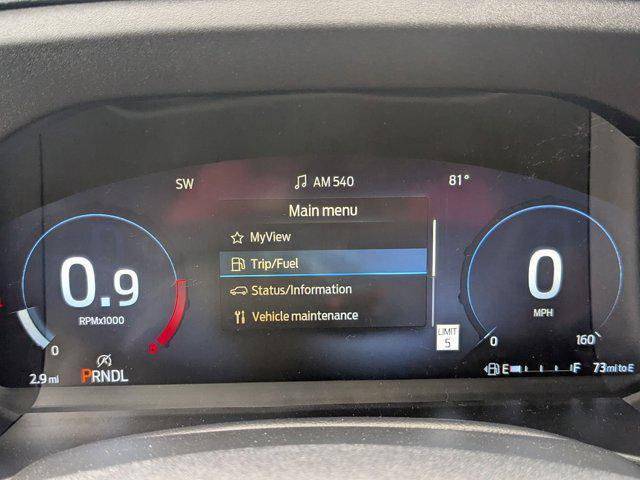 SW
AM 540
81°
Main menu
MyView
Trip/Fuel
Status/Information
Vehicle maintenance
0.9
RPMx1000
0
8
0
MPH
0
160
LIMIT
5
2.9 mi
PRNDL
E F
73 mi to E